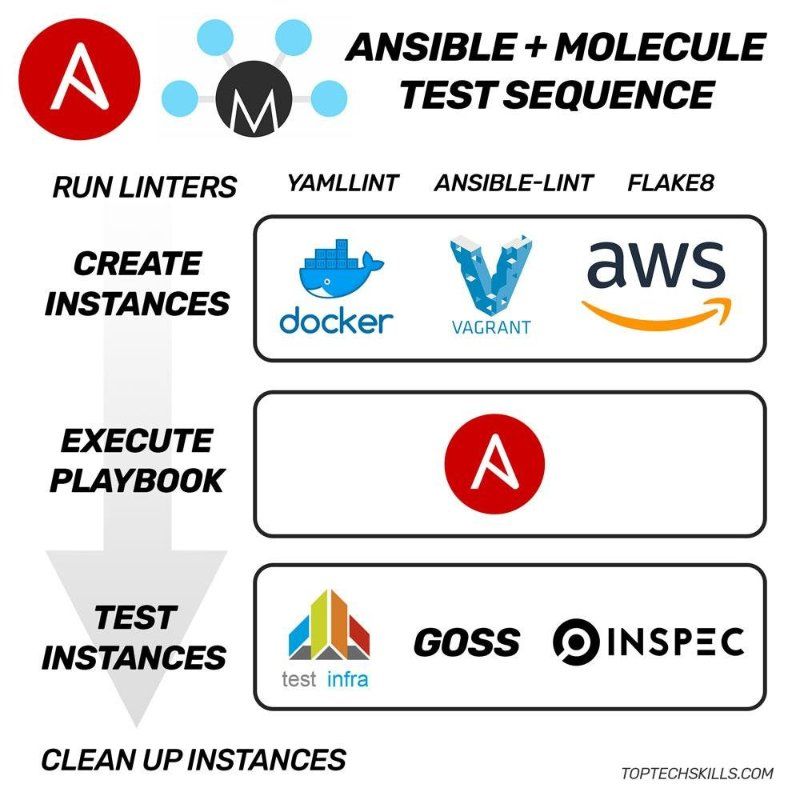 M
ANSIBLE + MOLECULE
TEST SEQUENCE
RUN LINTERS
YAMLLINT ANSIBLE-LINT FLAKE8
CREATE
INSTANCES
docker
VAGRANT
aws
EXECUTE
PLAYBOOK
A
TEST
INSTANCES
test infra
GOSS
INSPEC
CLEAN UP INSTANCES
TOPTECHSKILLS.COM